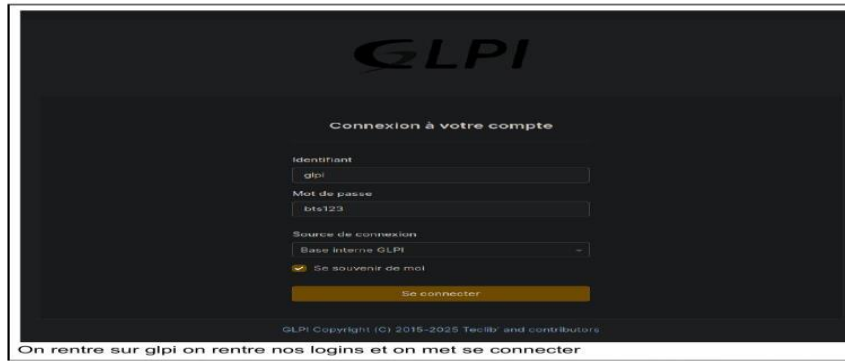 GLPI
Connexion à votre compte
Identifiant
glpi
Mot de passe
bts123
Source de connexion
Base interne GLPI
Se souvenir de moi
Se connecter
GLPI Copyright (C) 2015-2025 Teclib' and contributors
On rentre sur glpi on rentre nos logins et on met se connecter